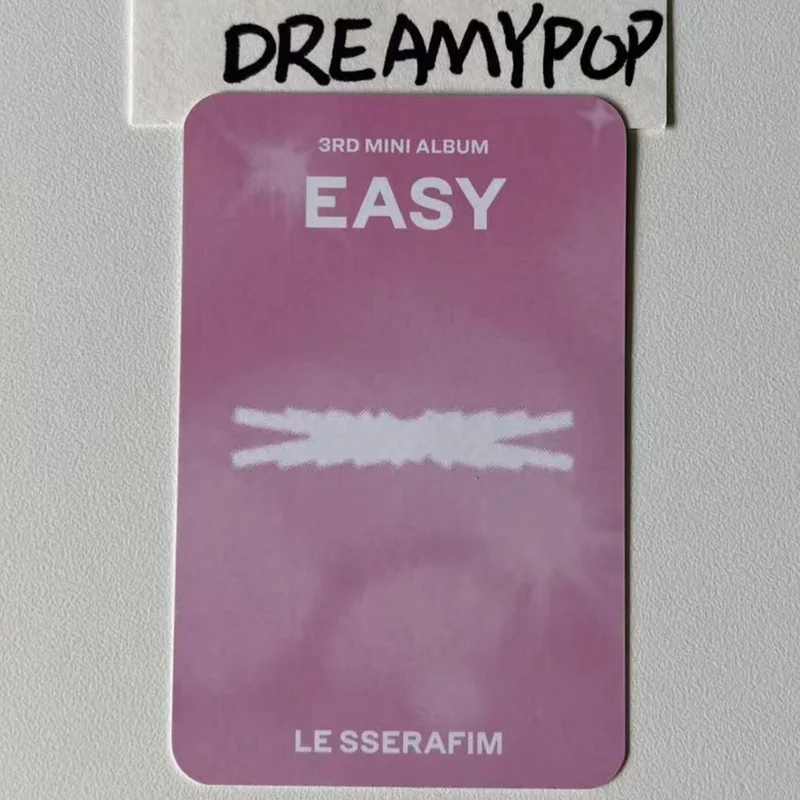 DREAMYPOP
3RD MINI ALBUM
EASY
LE SSERAFIM